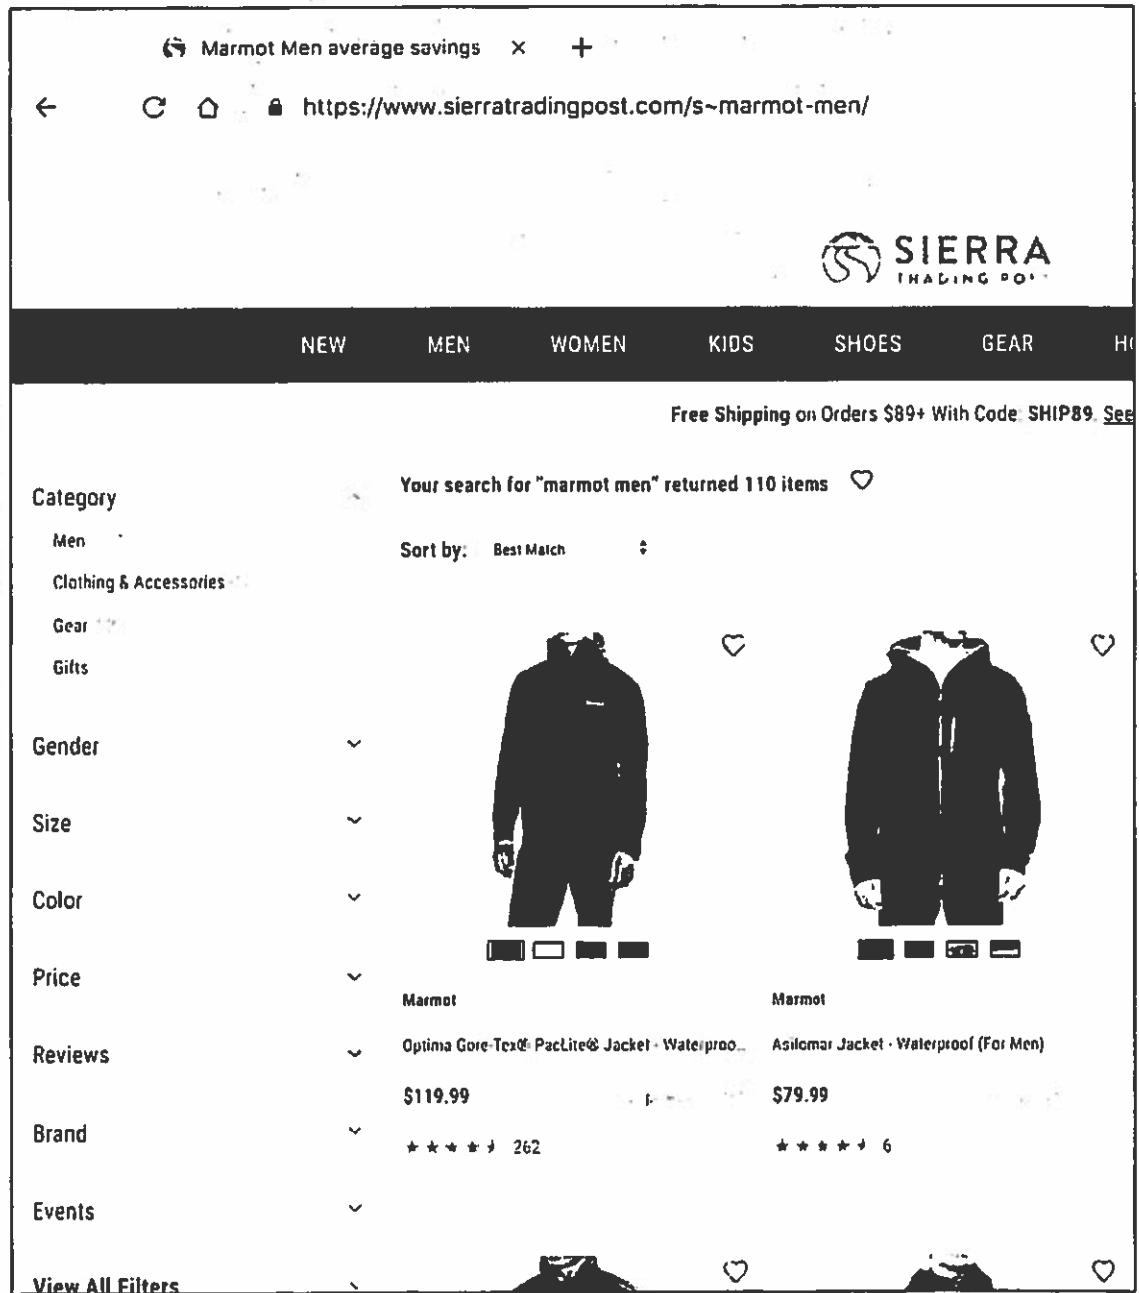 Marmot Men average savings × +
https://www.sierratradingpost.com/s~marmot-men/
SIERRA
TRADING
NEW MEN WOMEN KIDS SHOES GEAR
Free Shipping on Orders $89+ With Code: SHIP89. See
Your search for "marmot men" returned 110 items
Sort by: Best Match
Category
Men
Clothing & Accessories
Gear
Gifts
Gender
Size
Color
Price
Reviews
Brand
Events
View All Filters
Marmot
Optima Gore-Tex® PacLite® Jacket - Waterproo...
$119.99
262
Marmot
Asilomar Jacket - Waterproof (For Men)
$79.99
6